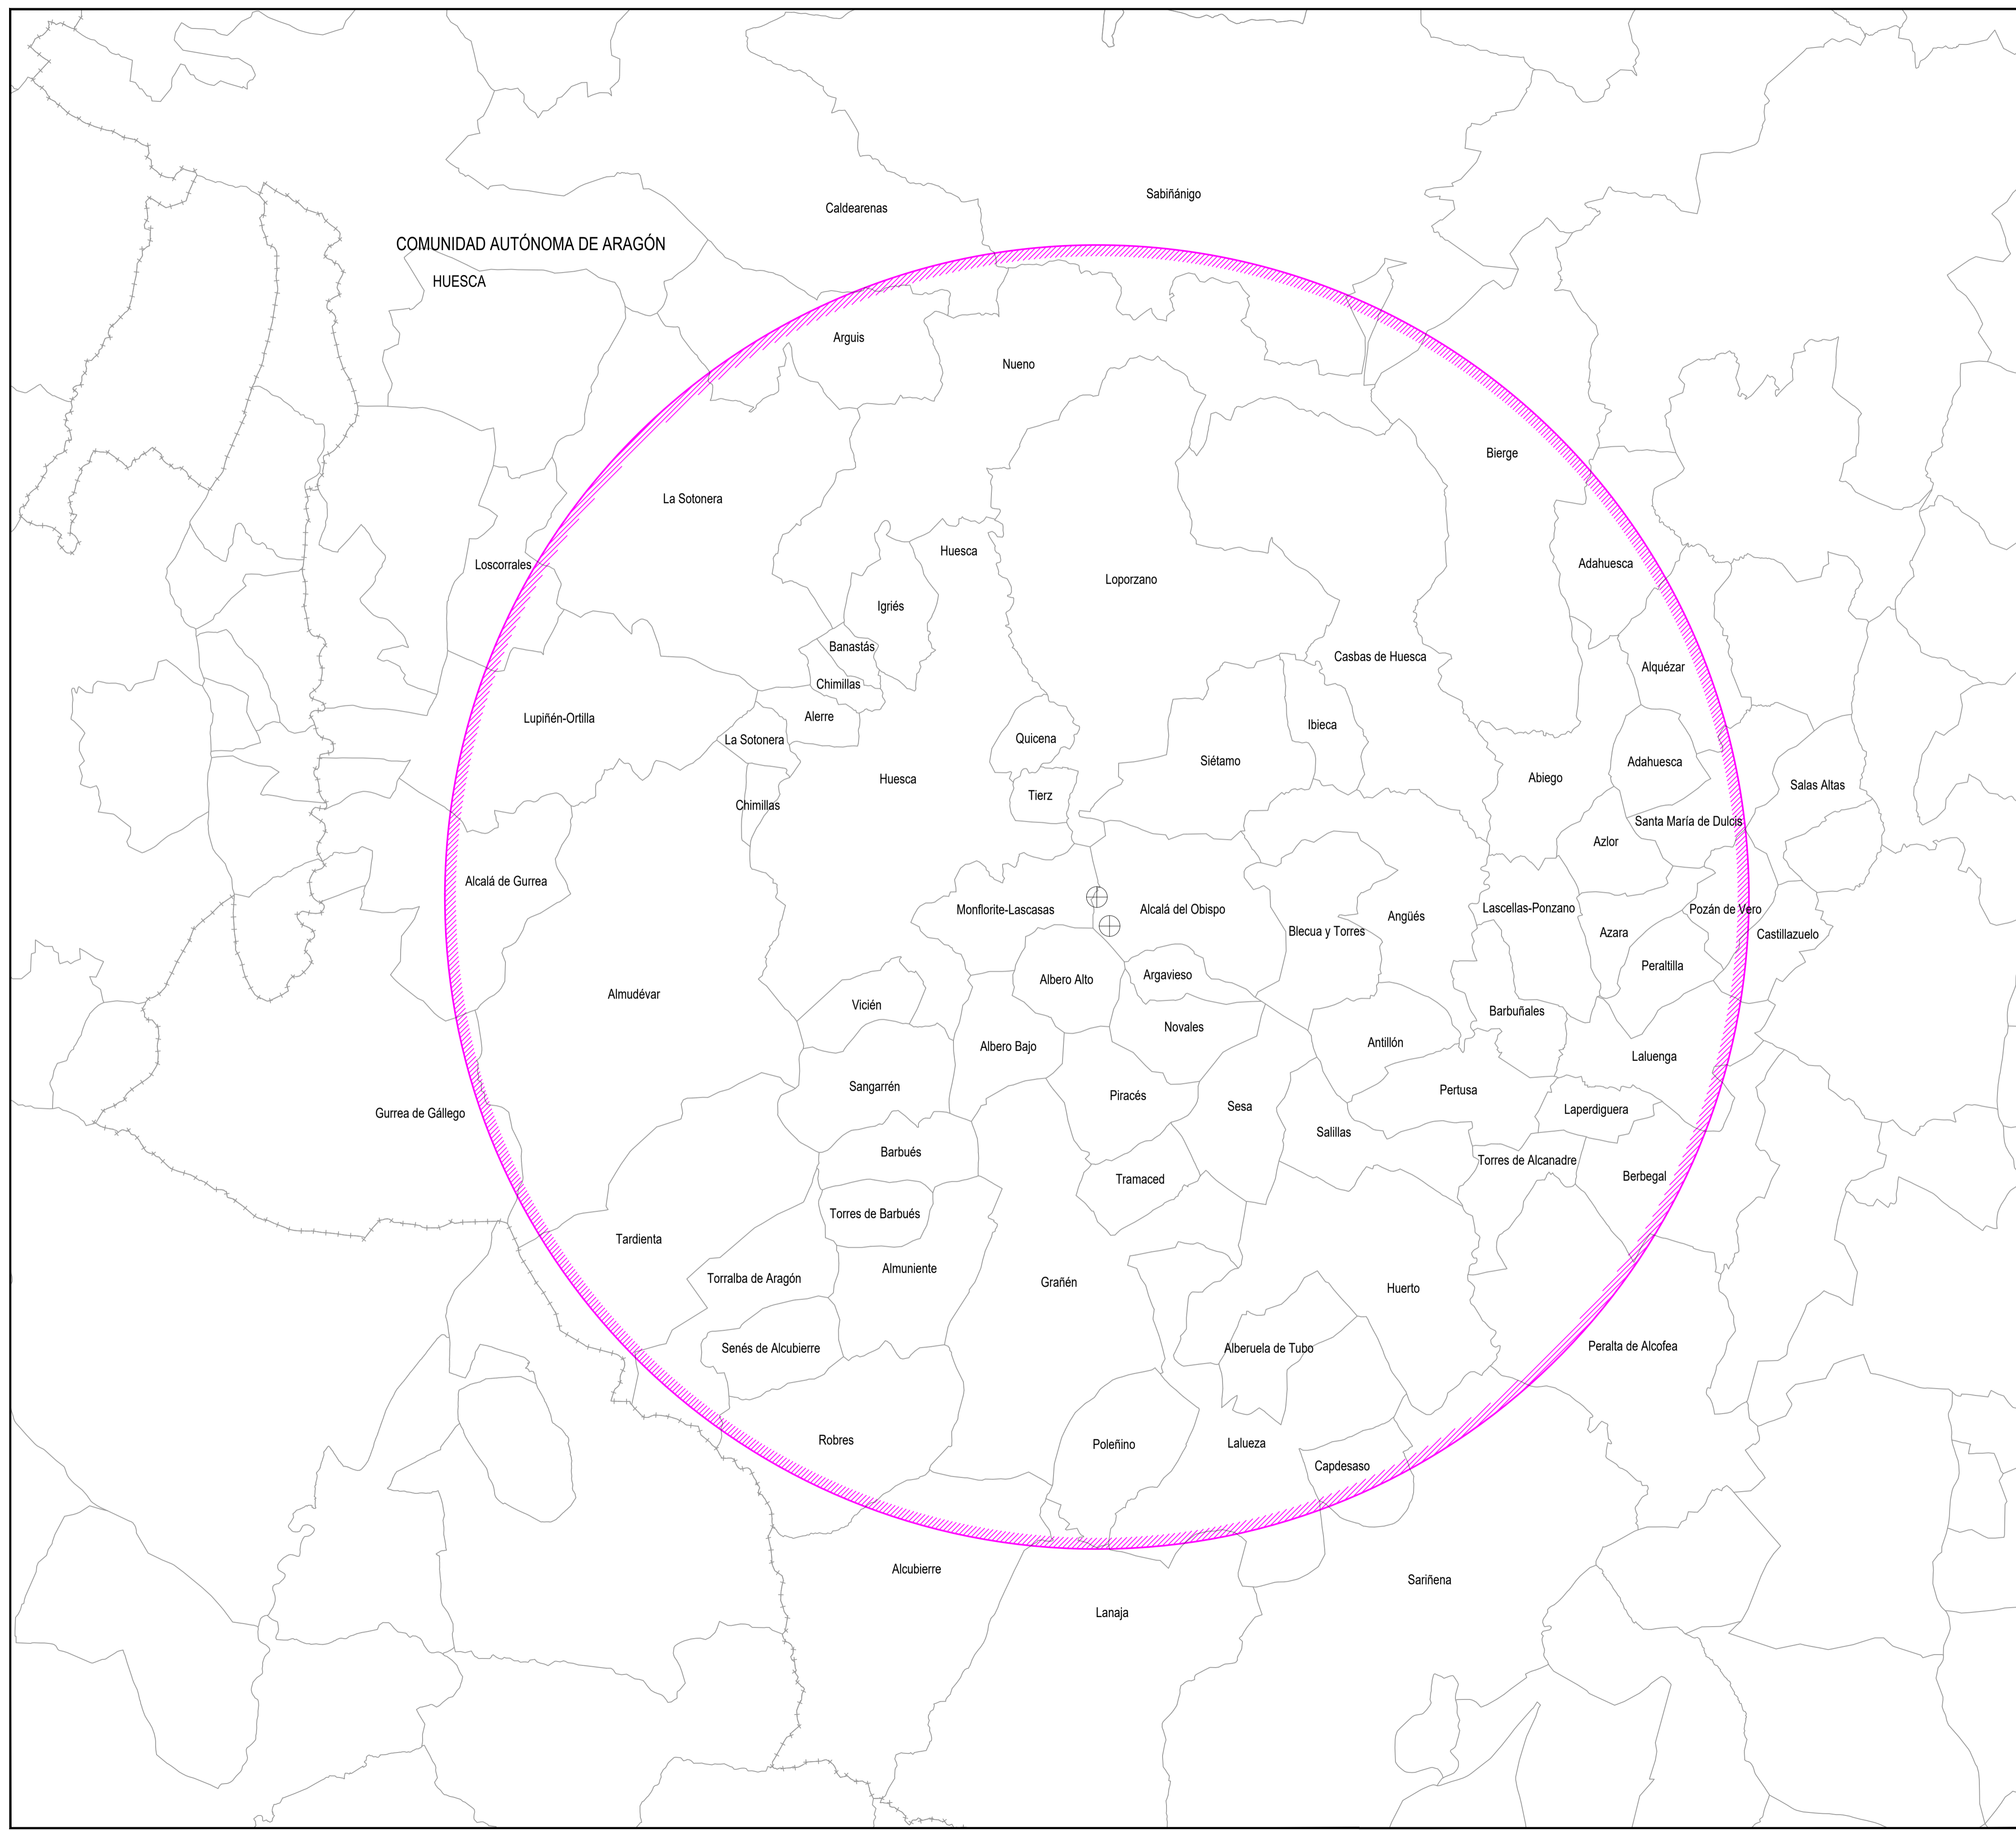 Sabiñánigo
Caldearenas
COMUNIDAD AUTÓNOMA DE ARAGÓN
HUESCA
Arguis
Nueno
Bierge
La Sotonera
Huesca
Loscorrales
Adahuesca
Loporzano
Igriés
Banastás
Casbas de Huesca
Alquézar
Chimillas
Alerre
Lupiñén-Ortilla
Ibieca
La Sotonera
Quicena
Siétamo
Adahuesca
Huesca
Abiego
Salas Altas
Tierz
Chimillas
Santa María de Dulcis
Azlor
Alcalá de Gurrea
Monflorite-Lascasas
Alcalá del Obispo
Lascellas-Ponzano
Pozán de Vero
Angüés
Blecua y Torres
Azara
Castillazuelo
Peraltilla
Argavieso
Albero Alto
Almudévar
Vicién
Barbuñales
Novales
Antillón
Albero Bajo
Laluenga
Sangarrén
Pertusa
Piracés
Sesa
Laperdiguera
Gurrea de Gállego
Salillas
Barbués
Torres de Alcanadre
Berbegal
Tramaced
Torres de Barbués
Tardienta
Almuniente
Torralba de Aragón
Grañén
Huerto
Peralta de Alcofea
Senés de Alcubierre
Alberuela de Tubo
Robres
Poleñino
Lalueza
Capdesaso
Alcubierre
Sariñena
Lanaja